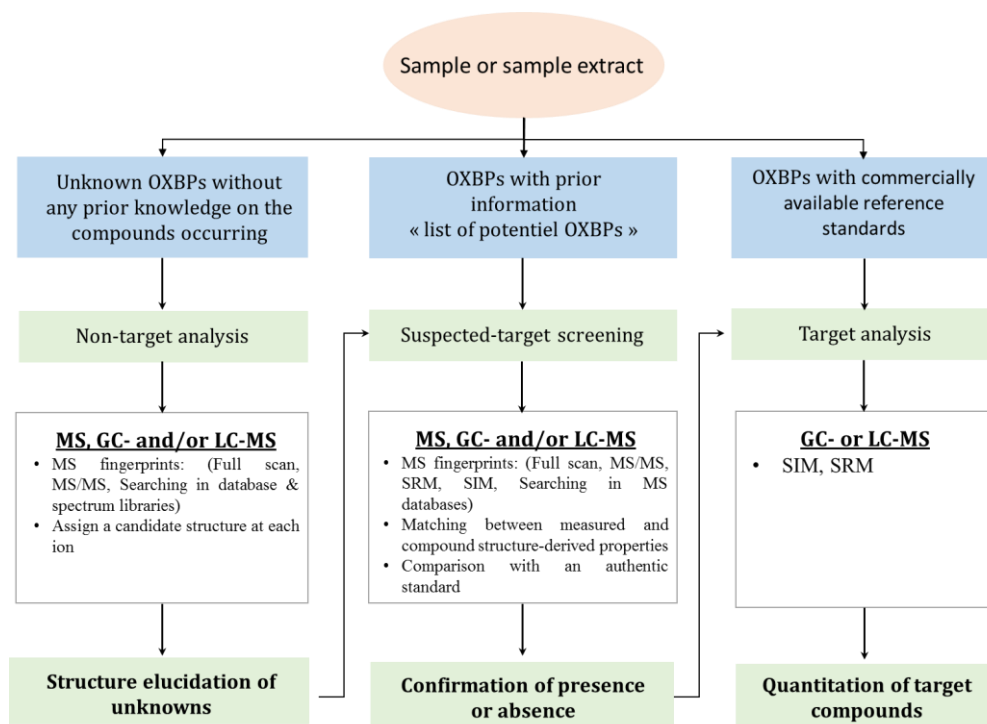 Sample or sample extract
Unknown OXBPs without
any prior knowledge on the
compounds occurring
OXBPs with prior
information
« list of potentiel OXBPs »
OXBPs with commercially
available reference
standards
Non-target analysis
Suspected-target screening
Target analysis
MS, GC- and/or LC-MS
• MS fingerprints: (Full scan,
MS/MS, Searching in database &
spectrum libraries)
• Assign a candidate structure at each
ion
MS, GC- and/or LC-MS
• MS fingerprints: (Full scan, MS/MS,
SRM, SIM, Searching in MS
databases)
• Matching between measured and
compound structure-derived properties
• Comparison with an authentic
standard
GC- or LC-MS
• SIM, SRM
Structure elucidation of
unknowns
Confirmation of presence
or absence
Quantitation of target
compounds